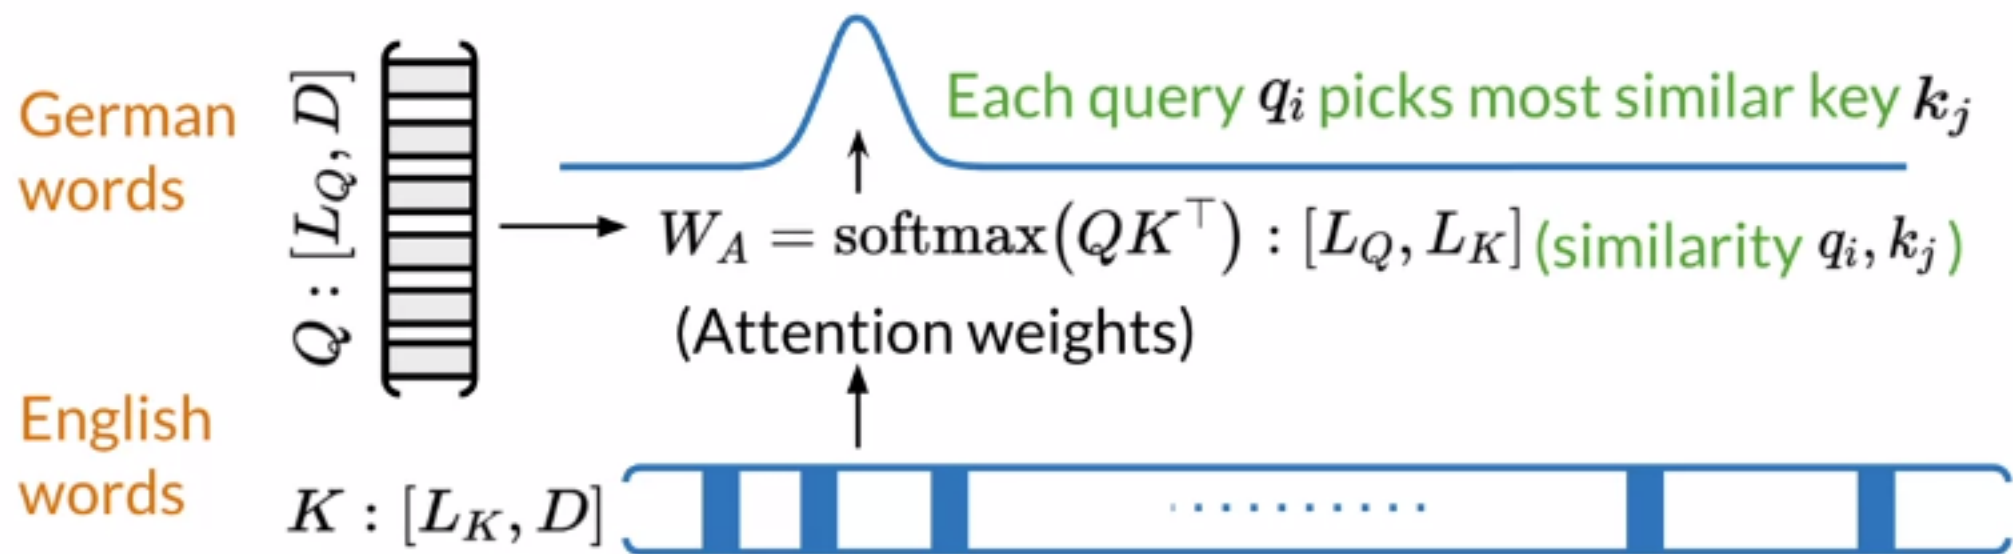 German
words
Q : [L_Q, D]
Each query q_i picks most similar key k_j
W_A = softmax(QK^⊤) : [L_Q, L_K] (similarity q_i, k_j )
(Attention weights)
English
words
K : [L_K, D]